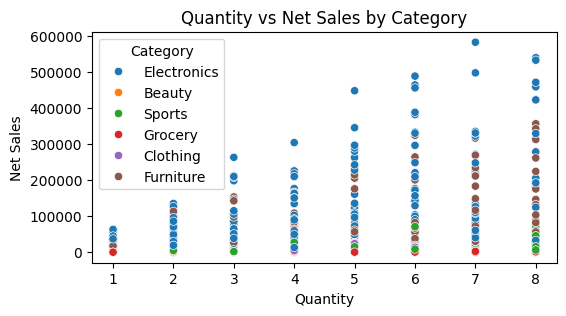 Quantity vs Net Sales by Category
Net Sales
600000
500000
400000
300000
200000
100000
0
Category
Electronics
Beauty
Sports
Grocery
Clothing
Furniture
1 2 3 4 5 6 7 8
Quantity